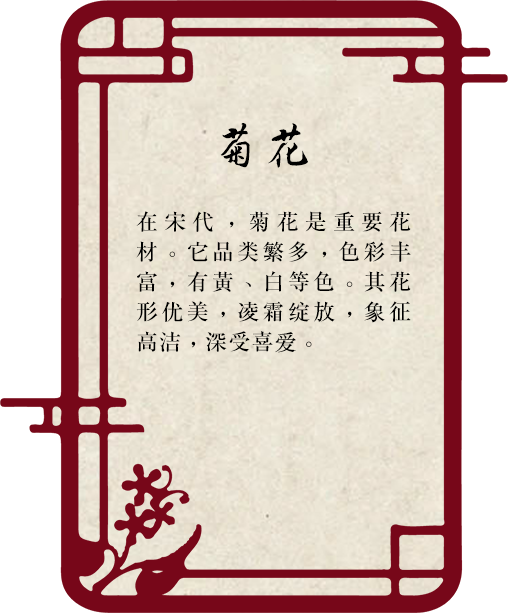 菊花
在宋代，菊花是重要花
材。它品类繁多，色彩丰
富，有黄、白等色。其花
形优美，凌霜绽放，象征
高洁，深受喜爱。